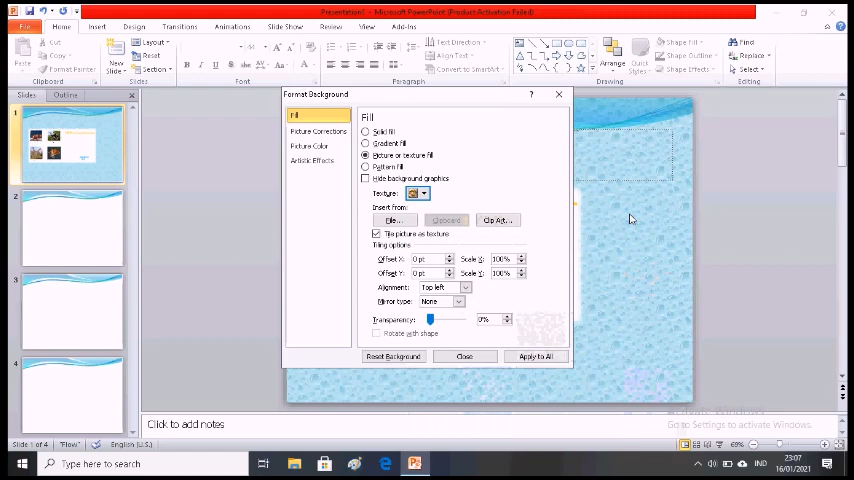 Presentation1 - Microsoft PowerPoint (Product Activation Failed)
File Home Insert Design Transitions Animations Slide Show Review View Add-Ins
Paste
Cut
Copy
Format Painter
Clipboard
New Slide
Layout
Reset
Section
Slides
Font
Paragraph
Text Direction
Align Text
Convert to SmartArt
Arrange
Shape Fill
Shape Outline
Shape Effects
Drawing
Find
Replace
Select
Editing
Slides Outline
1
2
3
4
Format Background
Fill
Picture Corrections
Picture Color
Artistic Effects
Fill
Solid fill
Gradient fill
Picture or texture fill
Pattern fill
Hide background graphics
Texture:
Insert from:
File... Clipboard Clip Art...
Tile picture as texture
Tiling options
Offset X: 0 pt Scale X: 100%
Offset Y: 0 pt Scale Y: 100%
Alignment: Top left
Mirror type: None
Transparency: 0%
Rotate with shape
Reset Background Close Apply to All
Click to add notes
Activate Windows
Go to Settings to activate Windows.
Slide 1 of 4 "Flow" English (U.S.) 69%
Type here to search
IND
23:07
16/01/2021